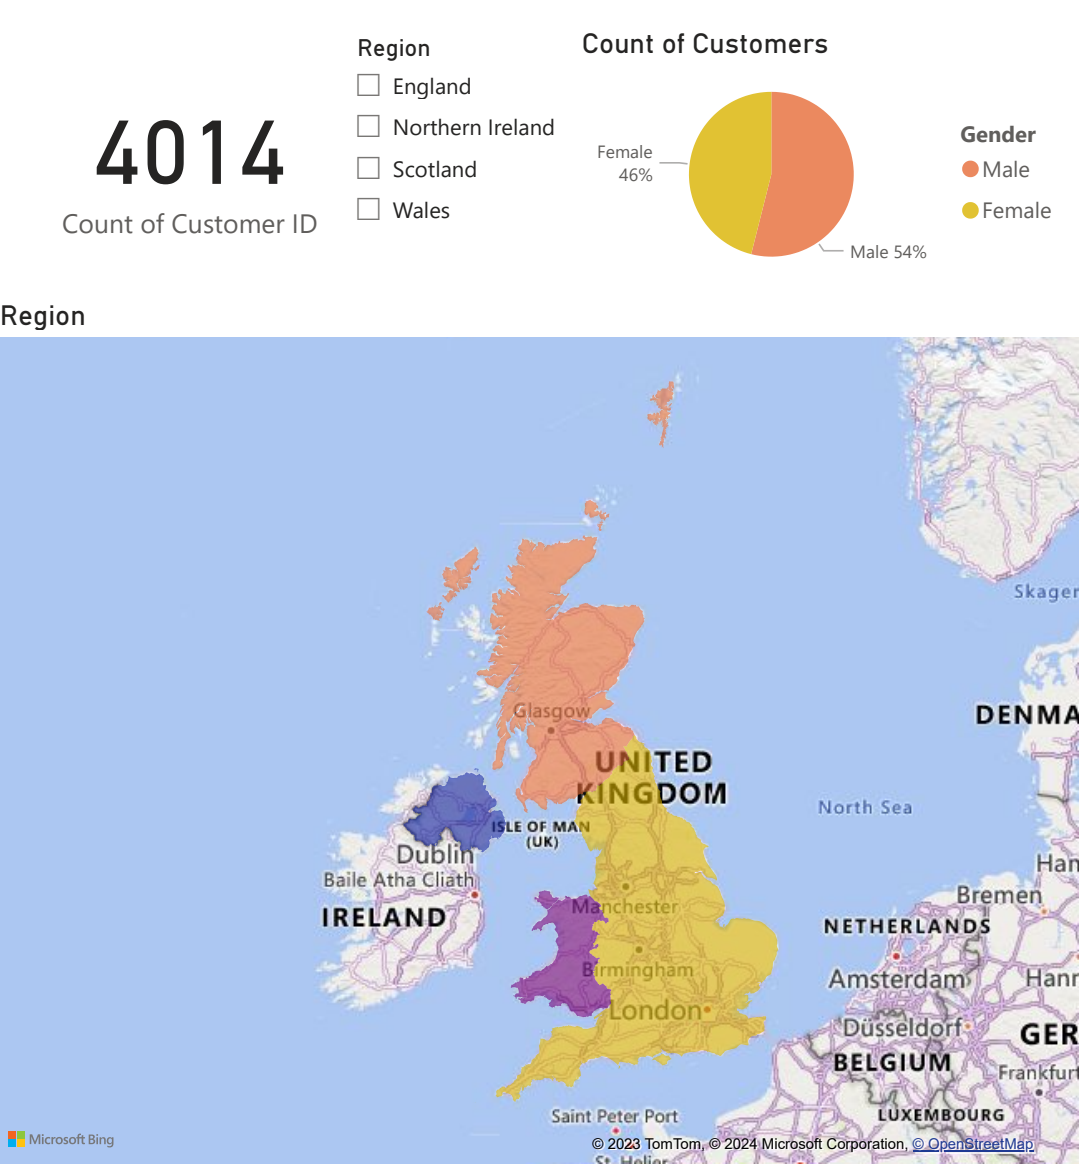 4014
Count of Customer ID
Region
England
Northern Ireland
Scotland
Wales
Count of Customers
Female
46%
Male 54%
Gender
Male
Female
Region
Skager
Glasgow
DENMA
UNITED
KINGDOM
North Sea
ISLE OF MAN
(UK)
Dublin
Baile Atha Cliath
IRELAND
Manchester
Birmingham
London
Han
Bremen
NETHERLANDS
Amsterdam
Hann
Düsseldorf
GER
BELGIUM
Frankfurt
LUXEMBOURG
Saint Peter Port
St. Helier
Microsoft Bing
© 2023 TomTom, © 2024 Microsoft Corporation, © OpenStreetMap